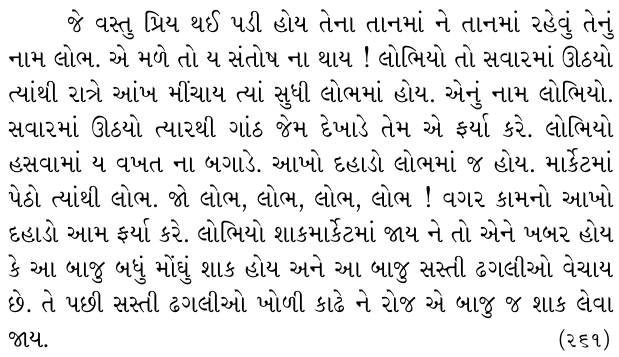 જે વસ્તુ પ્રિય થઈ પડી હોય તેના તાનમાં ને તાનમાં રહેવું તેનું
નામ લોભ. એ મળે તો ય સંતોષ ના થાય ! લોભિયો તો સવારમાં ઊઠયો
ત્યાંથી રાત્રે આંખ મીંચાય ત્યાં સુધી લોભમાં હોય. એનું નામ લોભિયો.
સવારમાં ઊઠયો ત્યારથી ગાંઠ જેમ દેખાડે તેમ એ ફર્યા કરે. લોભિયો
હસવામાં ય વખત ના બગાડે. આખો દહાડો લોભમાં જ હોય. માર્કેટમાં
પેઠો ત્યાંથી લોભ. જો લોભ, લોભ, લોભ, લોભ ! વગર કામનો આખો
દહાડો આમ ફર્યા કરે. લોભિયો શાકમાર્કેટમાં જાય ને તો એને ખબર હોય
કે આ બાજુ બધું મોંઘું શાક હોય અને આ બાજુ સસ્તી ઢગલીઓ વેચાય
છે. તે પછી સસ્તી ઢગલીઓ ખોળી કાઢે ને રોજ એ બાજુ જ શાક લેવા
જાય. (૨૬૧)